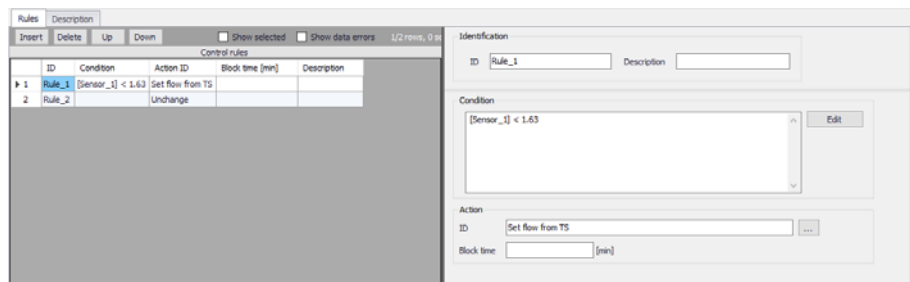 Rules Description
Insert Delete Up Down Show selected Show data errors 1/2 rows, 0 se
Control rules
ID Condition Action ID Block time [min] Description
1 Rule_1 [Sensor_1] < 1.63 Set flow from TS
2 Rule_2 Unchange
Identification
ID Rule_1 Description
Condition
[Sensor_1] < 1.63
Edit
Action
ID Set flow from TS ...
Block time [min]